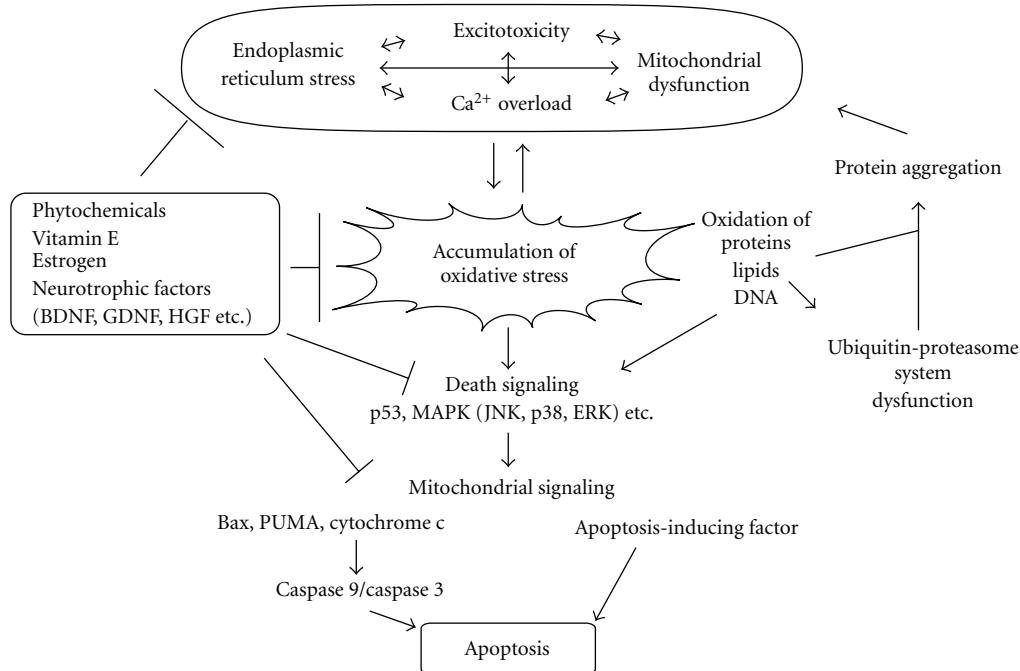 Excitotoxicity
Endoplasmic
reticulum stress
Mitochondrial
dysfunction
Ca²⁺ overload
Protein aggregation
Phytochemicals
Vitamin E
Estrogen
Neurotrophic factors
(BDNF, GDNF, HGF etc.)
Accumulation of
oxidative stress
Oxidation of
proteins
lipids
DNA
Ubiquitin-proteasome
system
dysfunction
Death signaling
p53, MAPK (JNK, p38, ERK) etc.
Mitochondrial signaling
Bax, PUMA, cytochrome c
Apoptosis-inducing factor
Caspase 9/caspase 3
Apoptosis